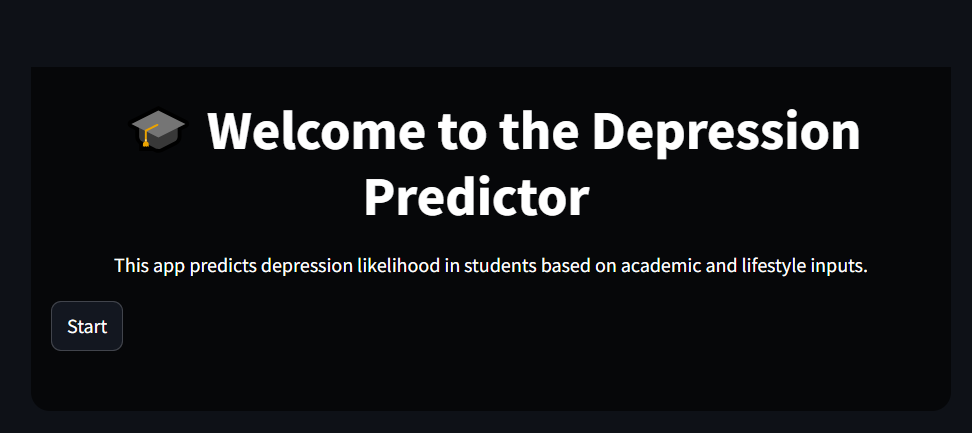 🎓 Welcome to the Depression
Predictor
This app predicts depression likelihood in students based on academic and lifestyle inputs.
Start